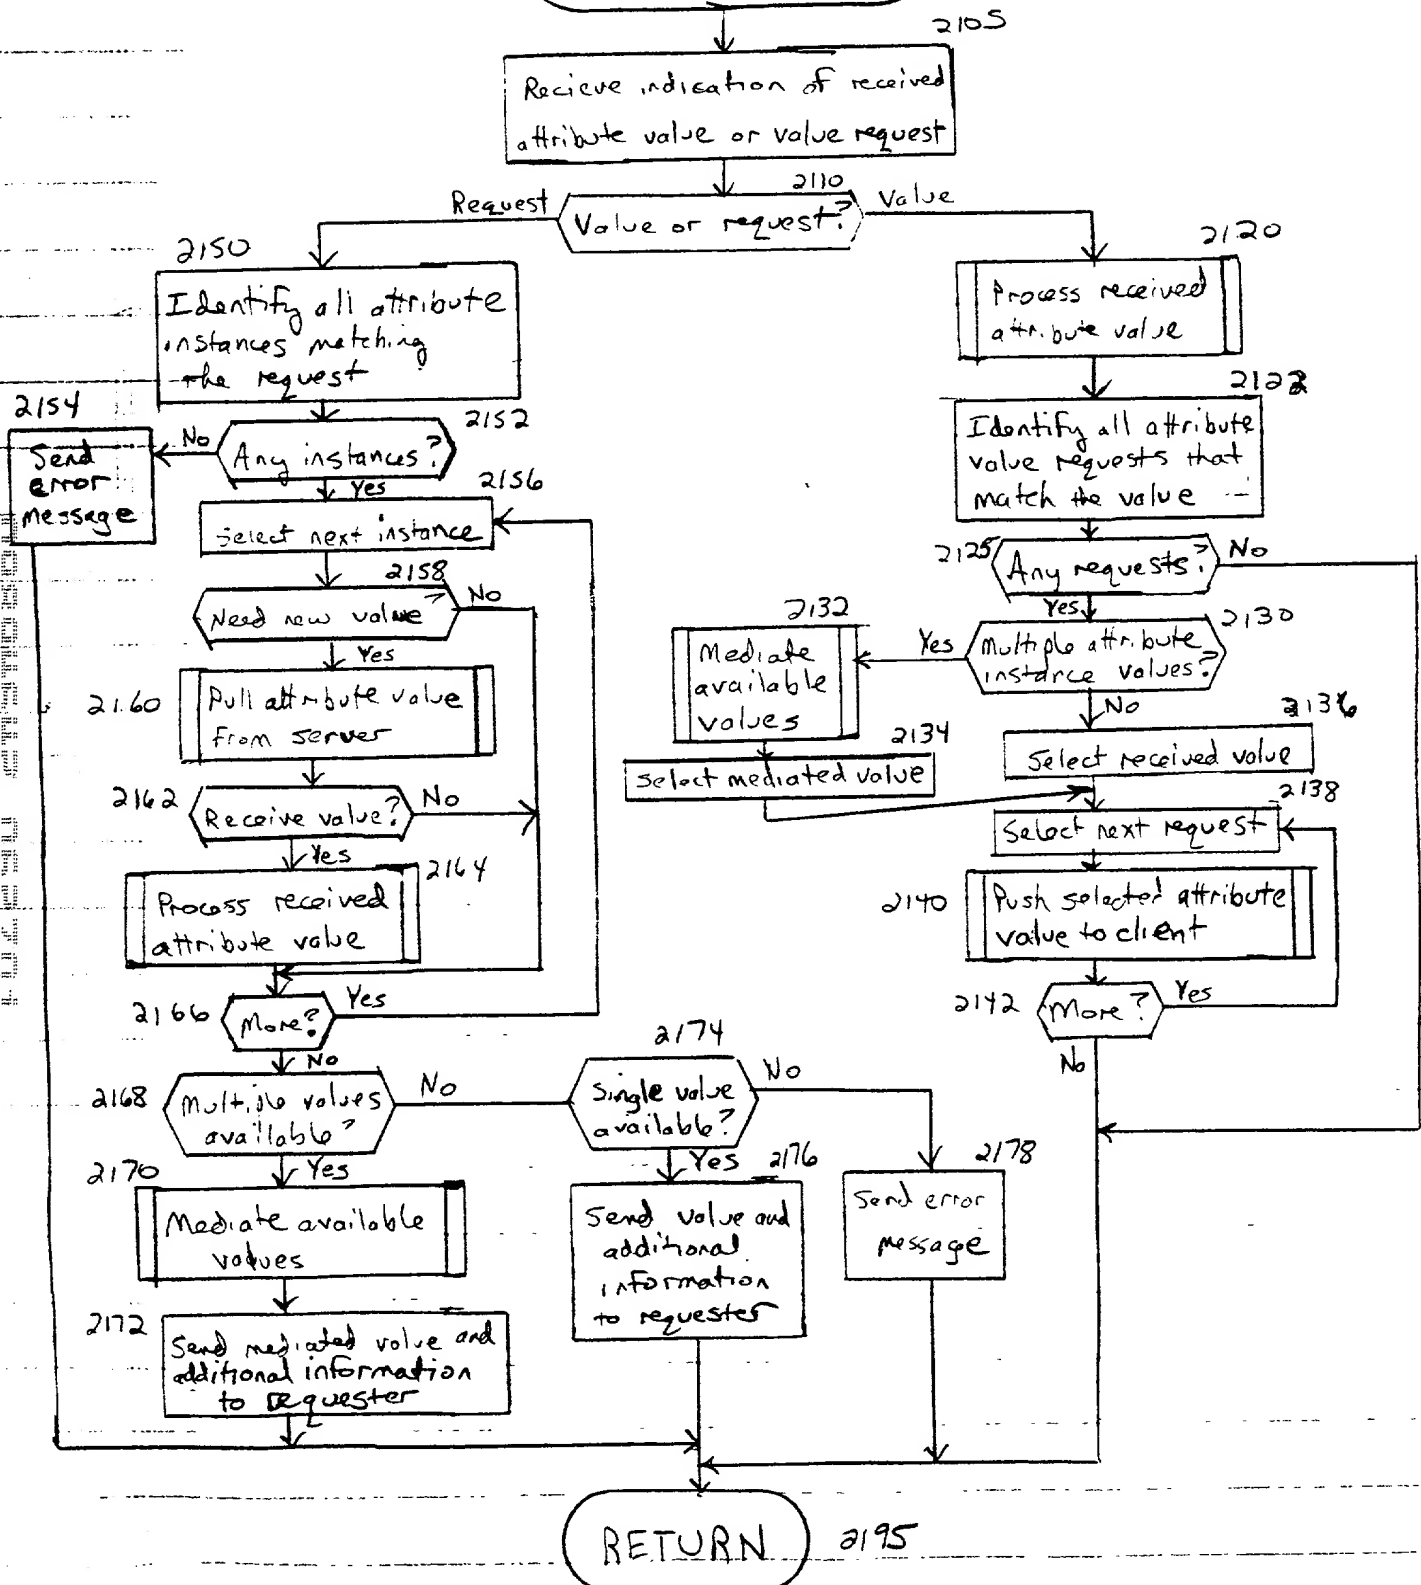 2105
Recieve indication of received
attribute value or value request
2110
Request
Value or request?
Value
2150
Identify all attribute
instances matching
the request
2120
Process received
attribute value
2154
Send
error
message
No
2152
Any instances?
Yes
2156
Select next instance
2158
Need new value?
No
Yes
2160
Pull attribute value
from server
2162
Receive value?
No
Yes
2164
Process received
attribute value
2166
More?
Yes
No
2168
Multiple values
available?
No
Yes
2170
Mediate available
values
2172
Send mediated value and
additional information
to requester
2174
Single value
available?
No
Yes
2176
Send value and
additional
information
to requester
2178
Send error
message
2122
Identify all attribute
value requests that
match the value
2125
Any requests?
No
Yes
2130
Multiple attribute
instance values?
Yes
No
2132
Mediate
available
values
2134
Select mediated value
2136
Select received value
2138
Select next request
2140
Push selected attribute
value to client
2142
More?
Yes
No
RETURN
2195